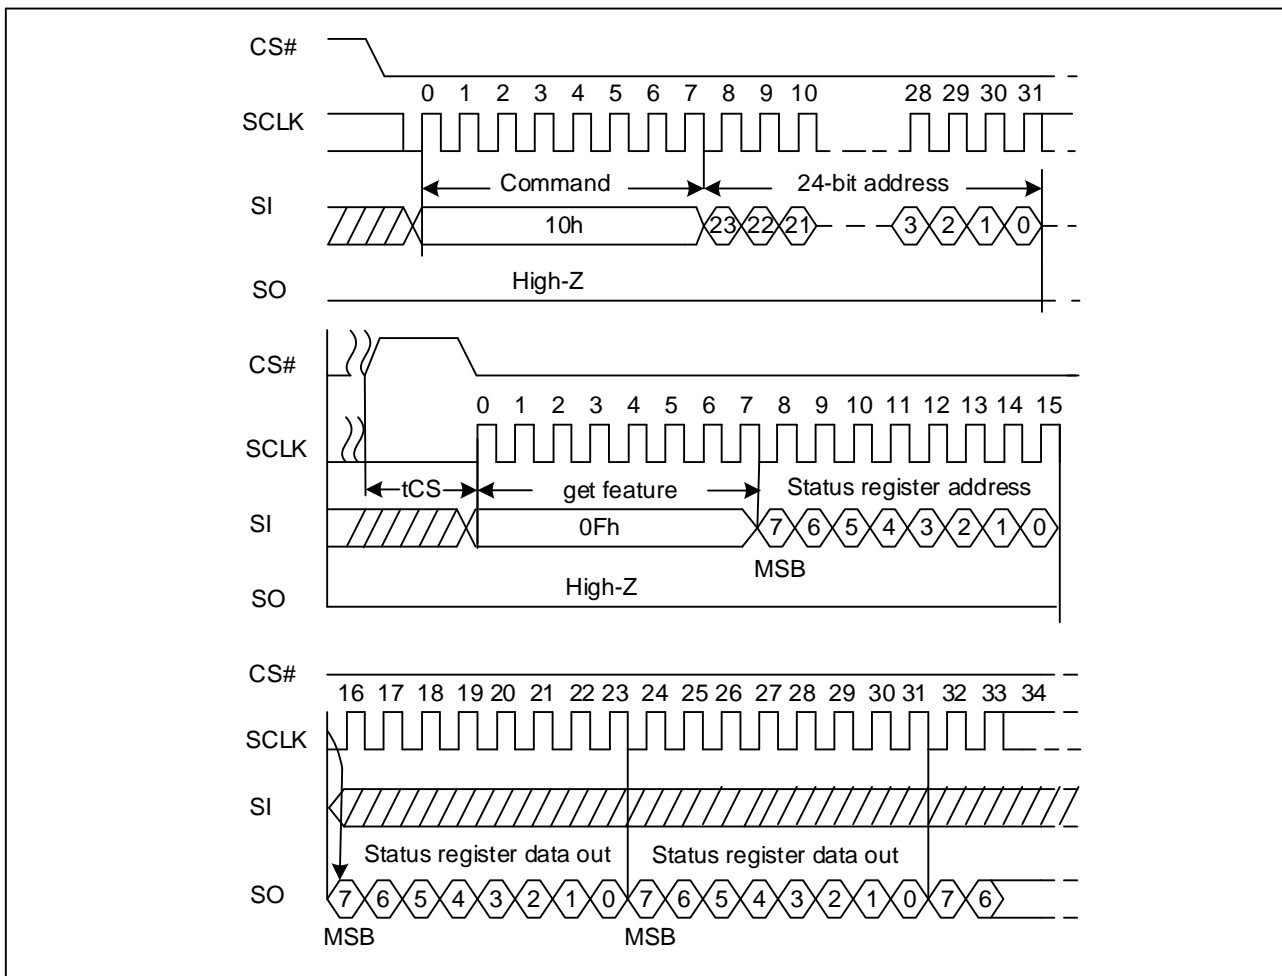 CS#
0 1 2 3 4 5 6 7 8 9 10 28 29 30 31
SCLK
Command 24-bit address
SI
10h 23 22 21 3 2 1 0
High-Z
SO
CS#
0 1 2 3 4 5 6 7 8 9 10 11 12 13 14 15
SCLK
tCS get feature Status register address
SI
0Fh 7 6 5 4 3 2 1 0
MSB
High-Z
SO
CS#
16 17 18 19 20 21 22 23 24 25 26 27 28 29 30 31 32 33 34
SCLK
SI
Status register data out Status register data out
SO
7 6 5 4 3 2 1 0 7 6 5 4 3 2 1 0 7 6
MSB MSB